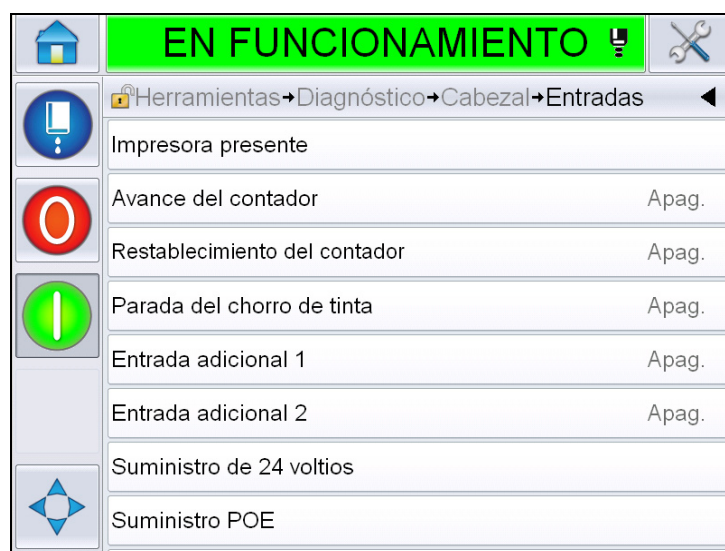 EN FUNCIONAMIENTO
Herramientas→Diagnóstico→Cabezal→Entradas
Impresora presente
Avance del contador Apag.
Restablecimiento del contador Apag.
Parada del chorro de tinta Apag.
Entrada adicional 1 Apag.
Entrada adicional 2 Apag.
Suministro de 24 voltios
Suministro POE